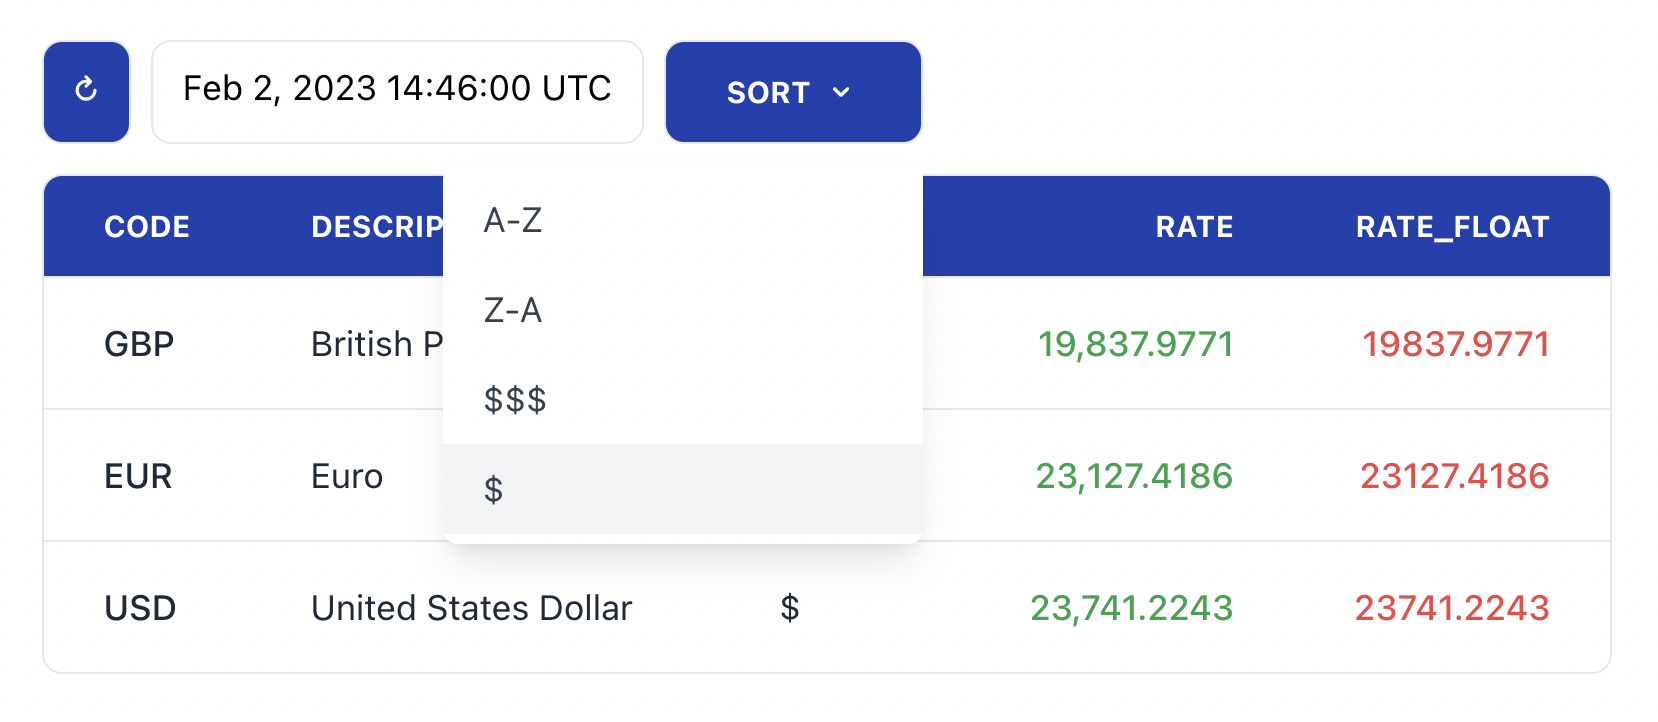 Feb 2, 2023 14:46:00 UTC SORT
CODE DESCRIP RATE RATE_FLOAT
A-Z
Z-A
GBP British P 19,837.9771 19837.9771
$$$
EUR Euro 23,127.4186 23127.4186
$
USD United States Dollar $ 23,741.2243 23741.2243